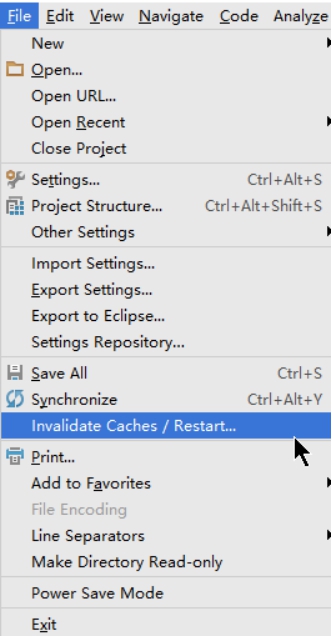 File Edit View Navigate Code Analyze
New
Open...
Open URL...
Open Recent
Close Project
Settings... Ctrl+Alt+S
Project Structure... Ctrl+Alt+Shift+S
Other Settings
Import Settings...
Export Settings...
Export to Eclipse...
Settings Repository...
Save All Ctrl+S
Synchronize Ctrl+Alt+Y
Invalidate Caches / Restart...
Print...
Add to Favorites
File Encoding
Line Separators
Make Directory Read-only
Power Save Mode
Exit